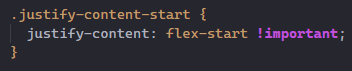 .justify-content-start {
  justify-content: flex-start !important;
}